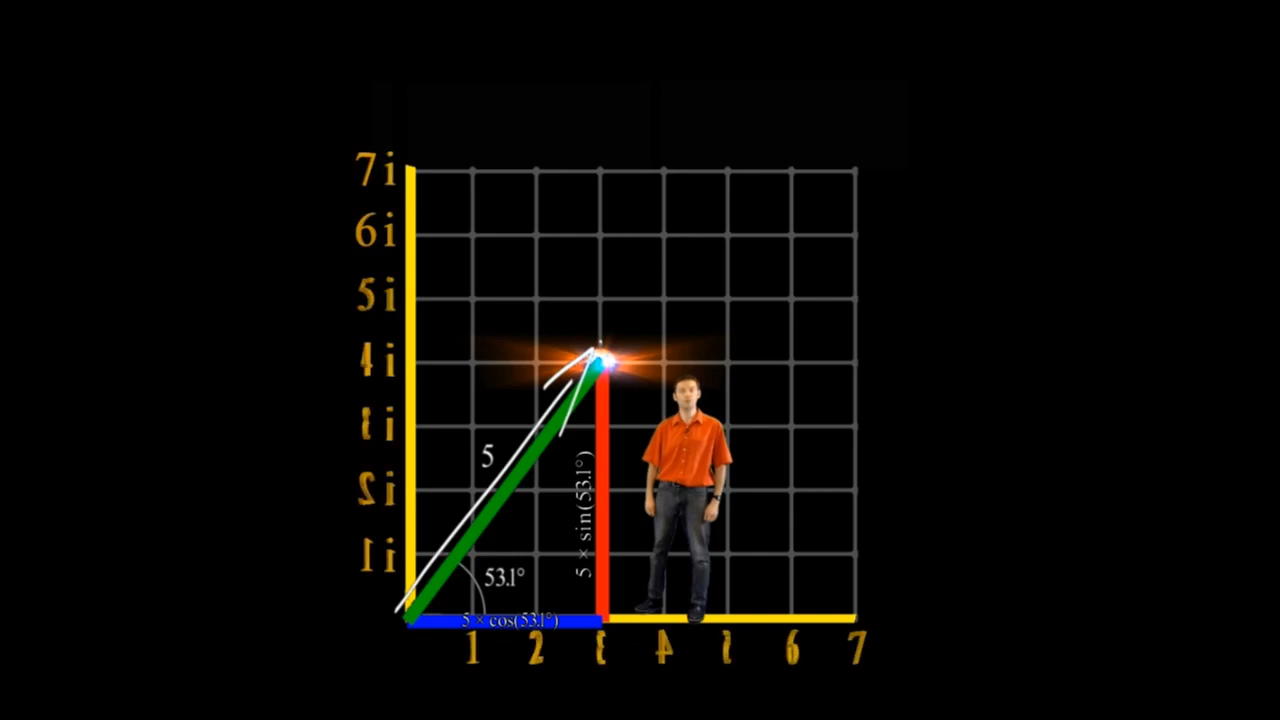 7i
6i
5i
4i
3i
2i
1i
5
5 × sin(53.1°)
53.1°
5 × cos(53.1°)
1 2 3 4 5 6 7